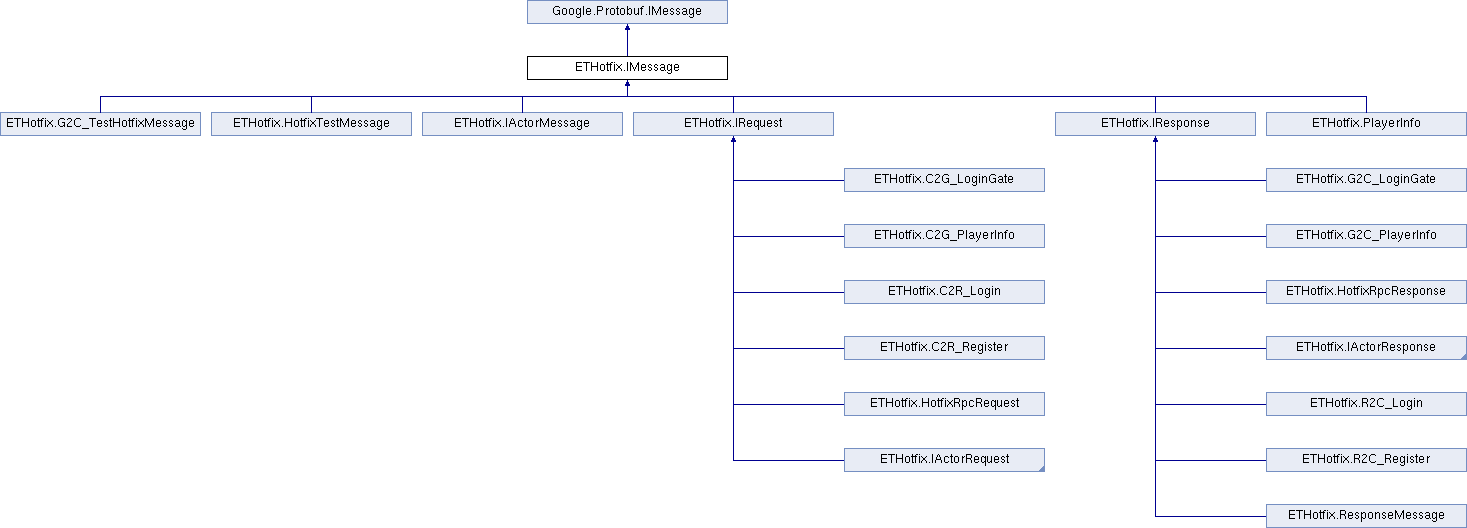 Google.Protobuf.IMessage
ETHotfix.IMessage
ETHotfix.G2C_TestHotfixMessage
ETHotfix.HotfixTestMessage
ETHotfix.IActorMessage
ETHotfix.IRequest
ETHotfix.IResponse
ETHotfix.PlayerInfo
ETHotfix.C2G_LoginGate
ETHotfix.G2C_LoginGate
ETHotfix.C2G_PlayerInfo
ETHotfix.G2C_PlayerInfo
ETHotfix.C2R_Login
ETHotfix.HotfixRpcResponse
ETHotfix.C2R_Register
ETHotfix.IActorResponse
ETHotfix.HotfixRpcRequest
ETHotfix.R2C_Login
ETHotfix.IActorRequest
ETHotfix.R2C_Register
ETHotfix.ResponseMessage